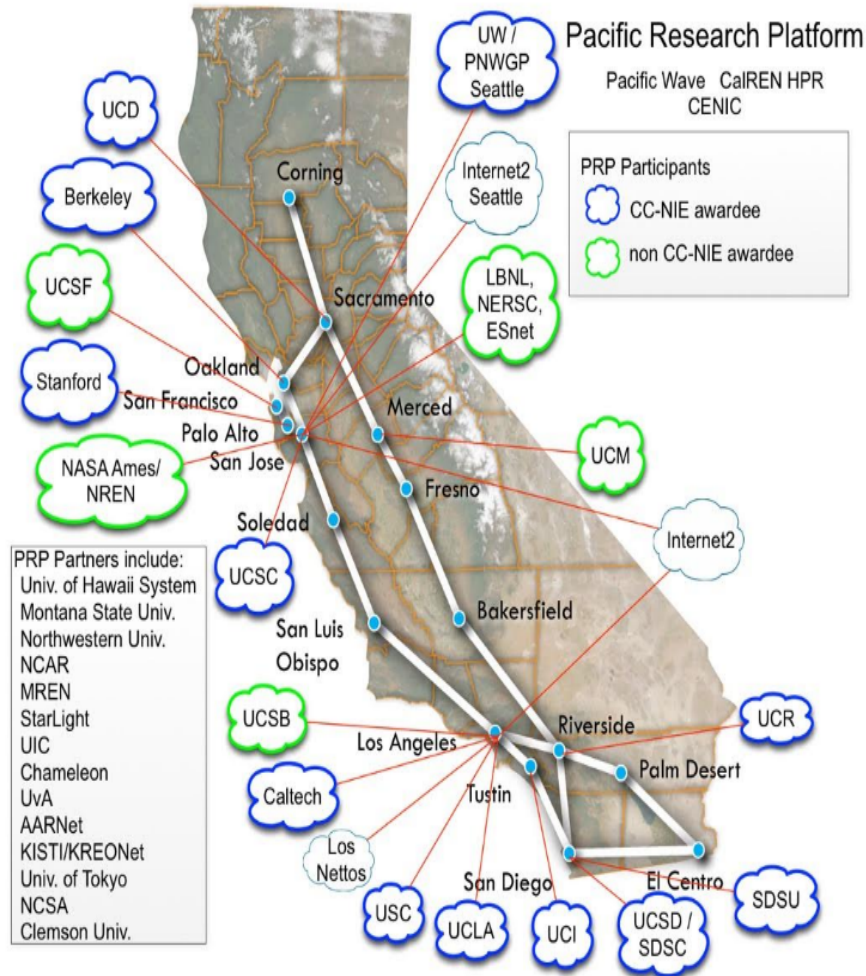 Pacific Research Platform
Pacific Wave CalREN HPR
CENIC
PRP Participants
CC-NIE awardee
non CC-NIE awardee
UW /
PNWGP
Seattle
UCD
Internet2
Seattle
Berkeley
Corning
LBNL,
NERSC,
ESnet
UCSF
Sacramento
Oakland
Stanford
San Francisco
Merced
Palo Alto
UCM
NASA Ames/
NREN
San Jose
Fresno
Soledad
Internet2
UCSC
PRP Partners include:
Univ. of Hawaii System
Montana State Univ.
Northwestern Univ.
NCAR
MREN
StarLight
UIC
Chameleon
UvA
AARNet
KISTI/KREONet
Univ. of Tokyo
NCSA
Clemson Univ.
Bakersfield
San Luis
Obispo
UCSB
Los Angeles
Riverside
UCR
Palm Desert
Caltech
Tustin
Los
Nettos
San Diego
El Centro
USC
UCLA
UCI
UCSD /
SDSC
SDSU